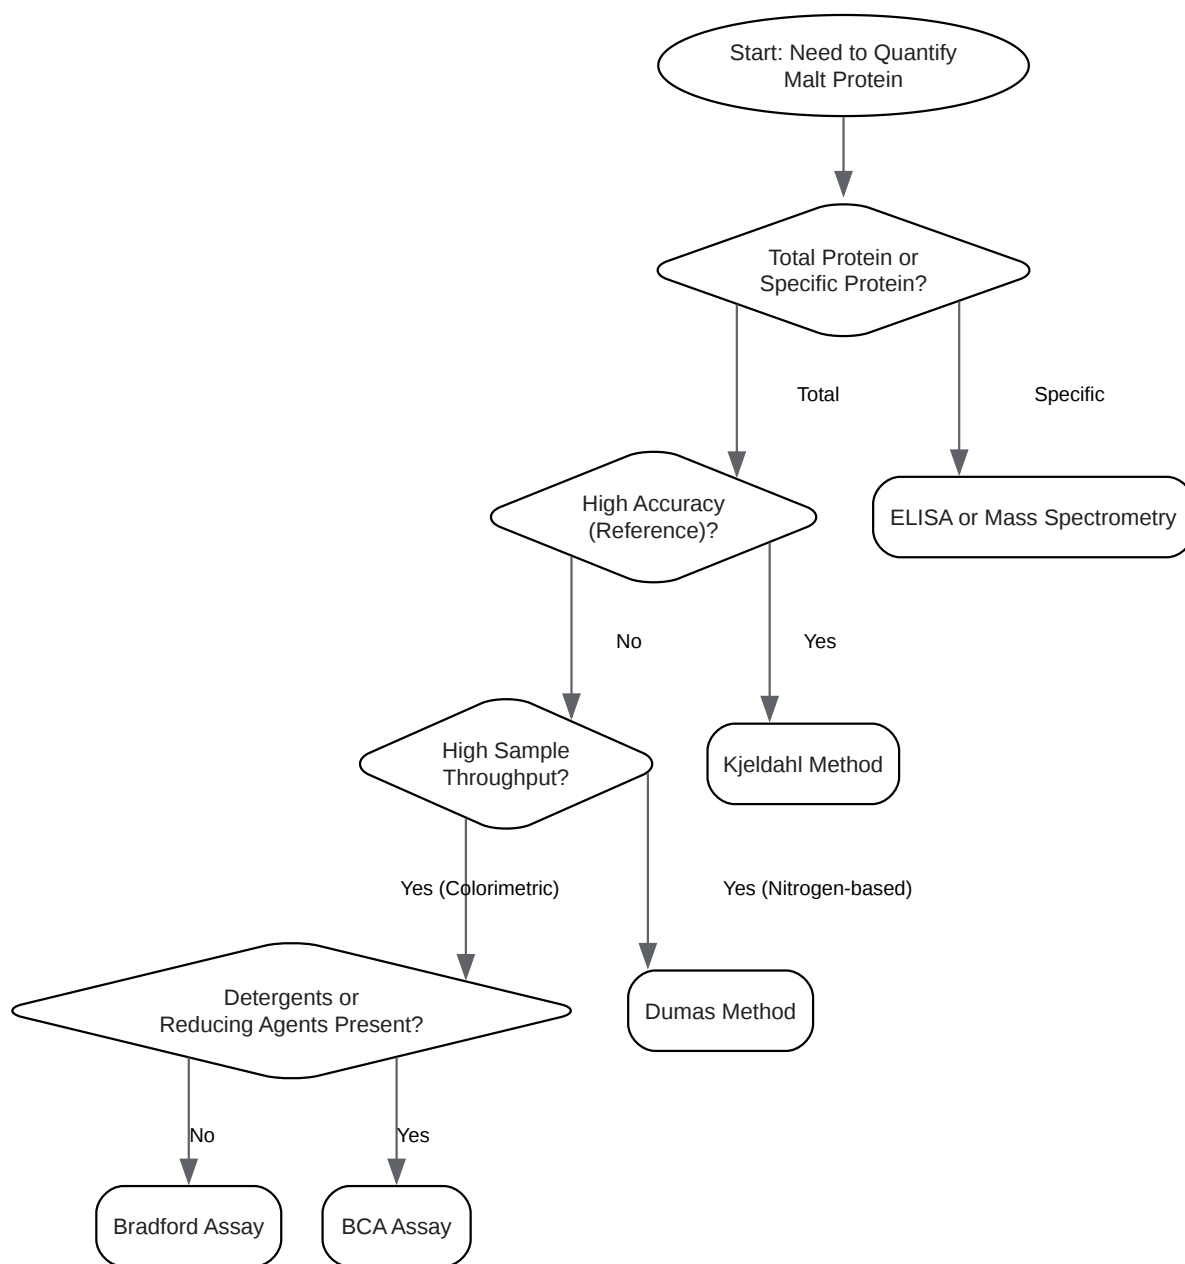 Start: Need to Quantify
Malt Protein
Total Protein or
Specific Protein?
Total
Specific
High Accuracy
(Reference)?
ELISA or Mass Spectrometry
No
Yes
High Sample
Throughput?
Kjeldahl Method
Yes (Colorimetric)
Yes (Nitrogen-based)
Detergents or
Reducing Agents Present?
Dumas Method
No
Yes
Bradford Assay
BCA Assay